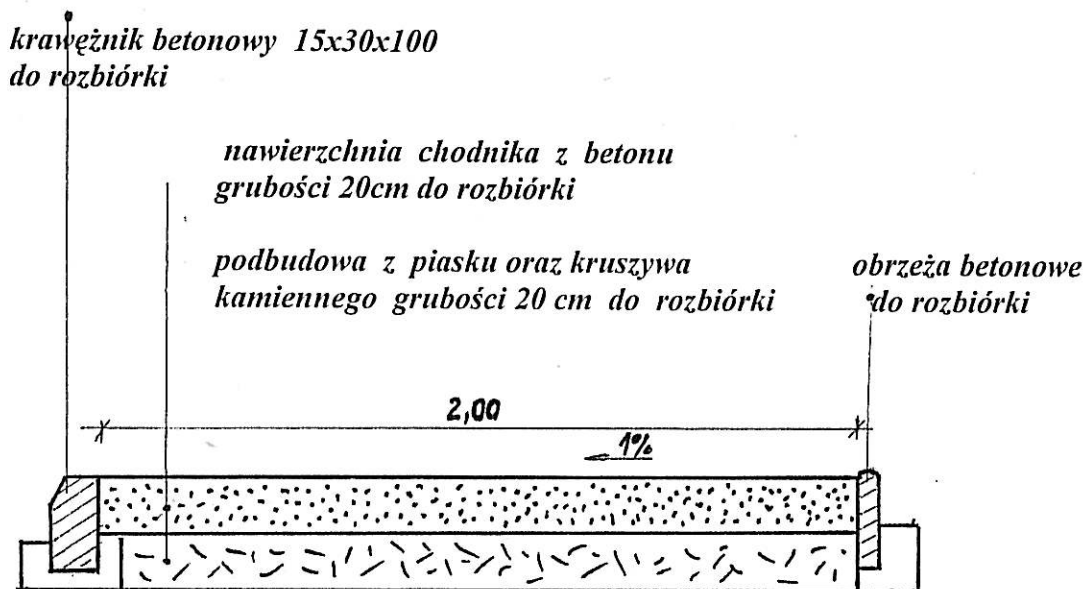 krawężnik betonowy 15x30x100
do rozbiórki
nawierzchnia chodnika z betonu
grubości 20cm do rozbiórki
podbudowa z piasku oraz kruszywa
kamiennego grubości 20 cm do rozbiórki
obrzeża betonowe
do rozbiórki
2,00
1%